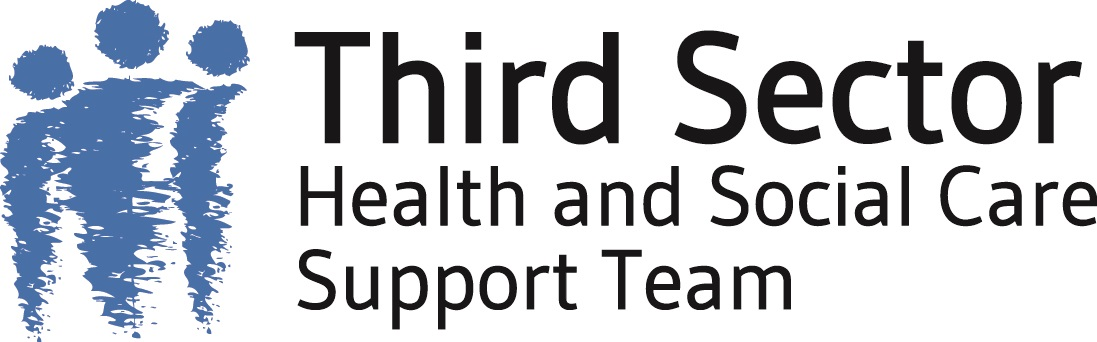 Third Sector
Health and Social Care
Support Team